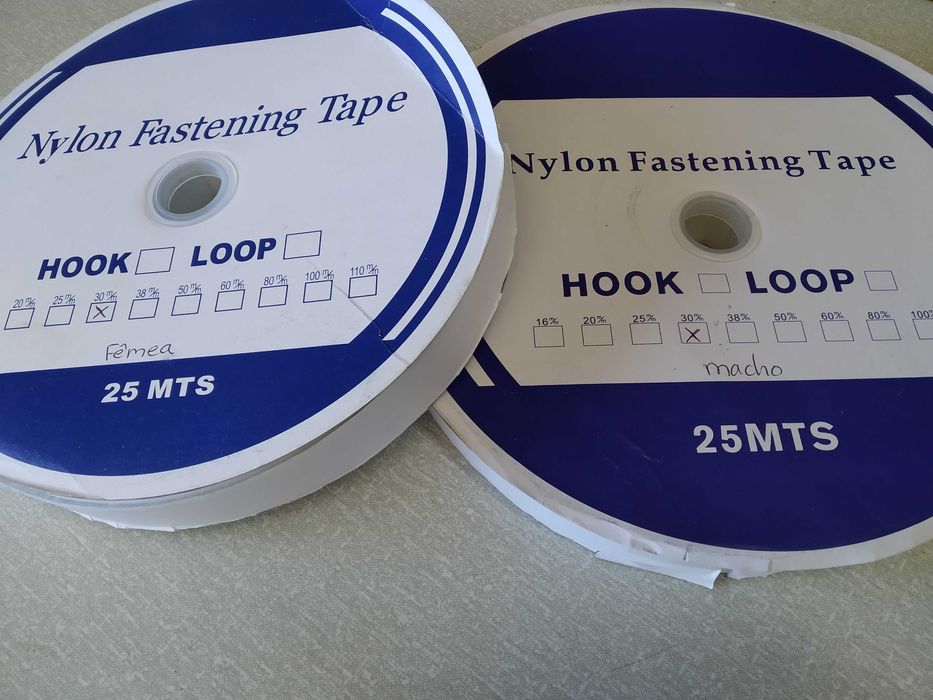 Nylon Fastening Tape
HOOK LOOP
20 m/m 25 m/m 30 m/m 38 m/m 50 m/m 60 m/m 80 m/m 100 m/m 110 m/m
Fêmea
25 MTS
Nylon Fastening Tape
HOOK LOOP
16‰ 20‰ 25‰ 30‰ 38‰ 50‰ 60‰ 80‰ 100‰
macho
25MTS